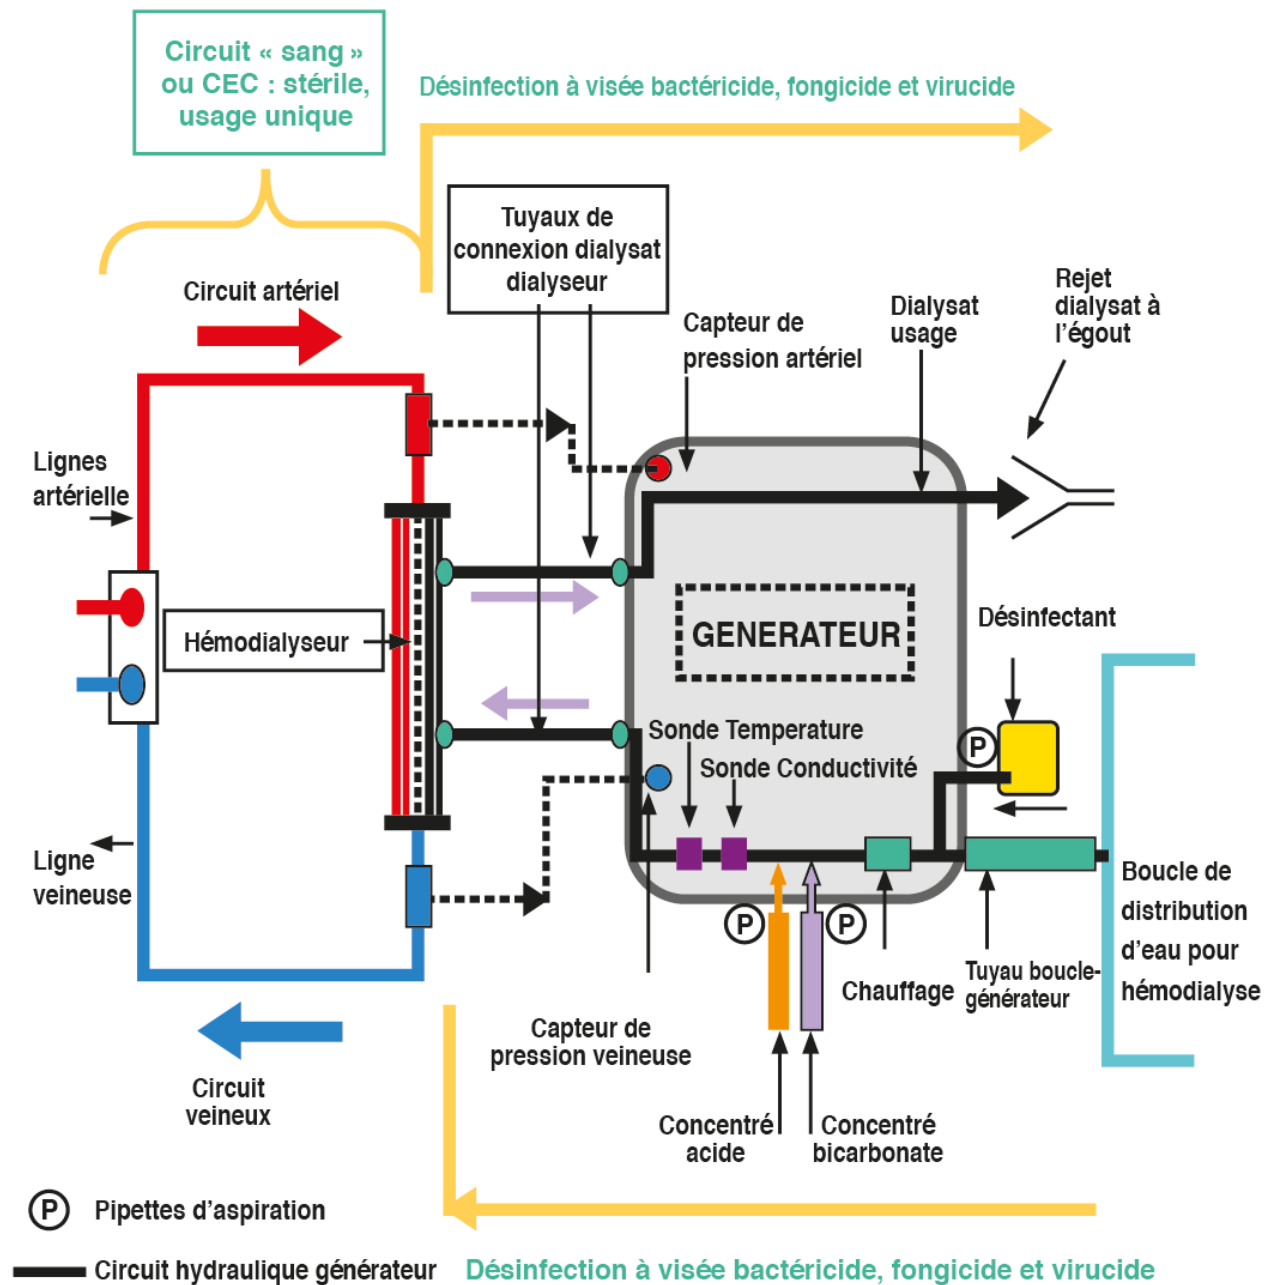 Circuit « sang »
ou CEC : stérile,
usage unique
Désinfection à visée bactéricide, fongicide et virucide
Tuyaux de
connexion dialysat
dialyseur
Circuit artériel
Capteur de
pression artériel
Dialysat
usage
Rejet
dialysat à
l'égout
Lignes
artérielle
Hémodialyseur
GENERATEUR
Désinfectant
Sonde Temperature
Sonde Conductivité
P
Ligne
veineuse
P
P
Boucle de
distribution
d'eau pour
hémodialyse
Chauffage
Tuyau boucle-
générateur
Capteur de
pression veineuse
Circuit
veineux
Concentré
acide
Concentré
bicarbonate
P Pipettes d'aspiration
Circuit hydraulique générateur
Désinfection à visée bactéricide, fongicide et virucide